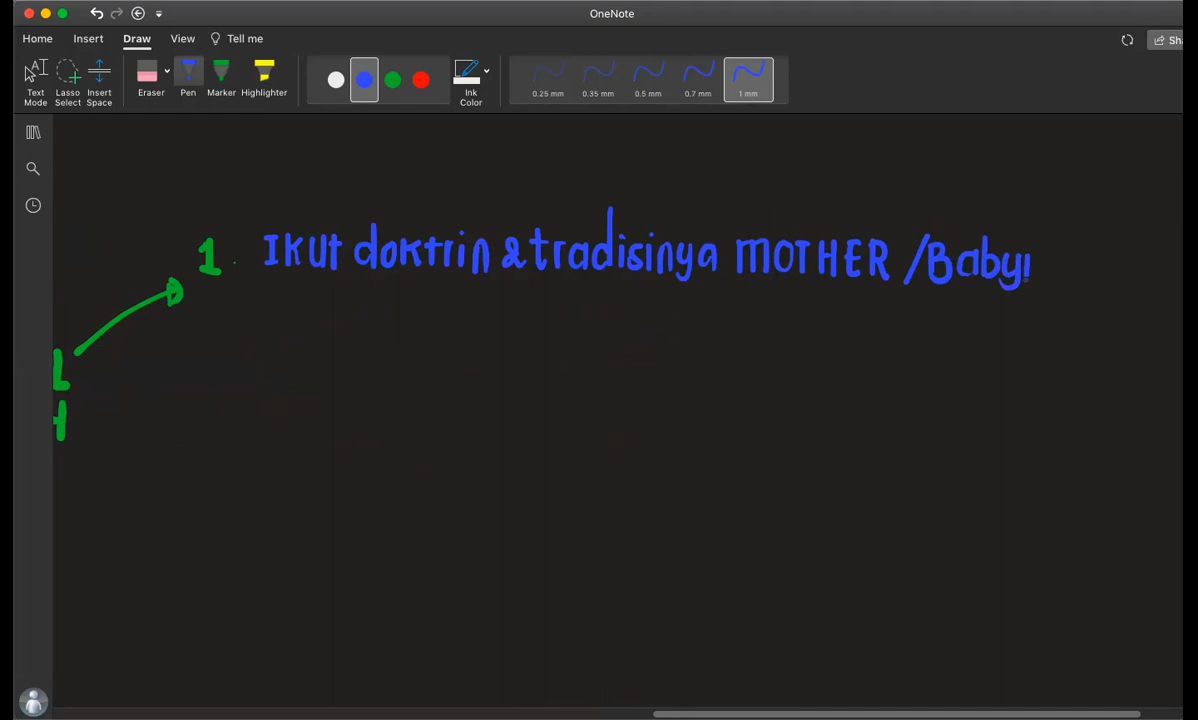 OneNote
Home Insert Draw View Tell me
Sha
Text Mode
Lasso Select
Insert Space
Eraser
Pen
Marker
Highlighter
Ink Color
0.25 mm
0.35 mm
0.5 mm
0.7 mm
1 mm
1. Ikut doktrin & tradisinya MOTHER / Baby
L